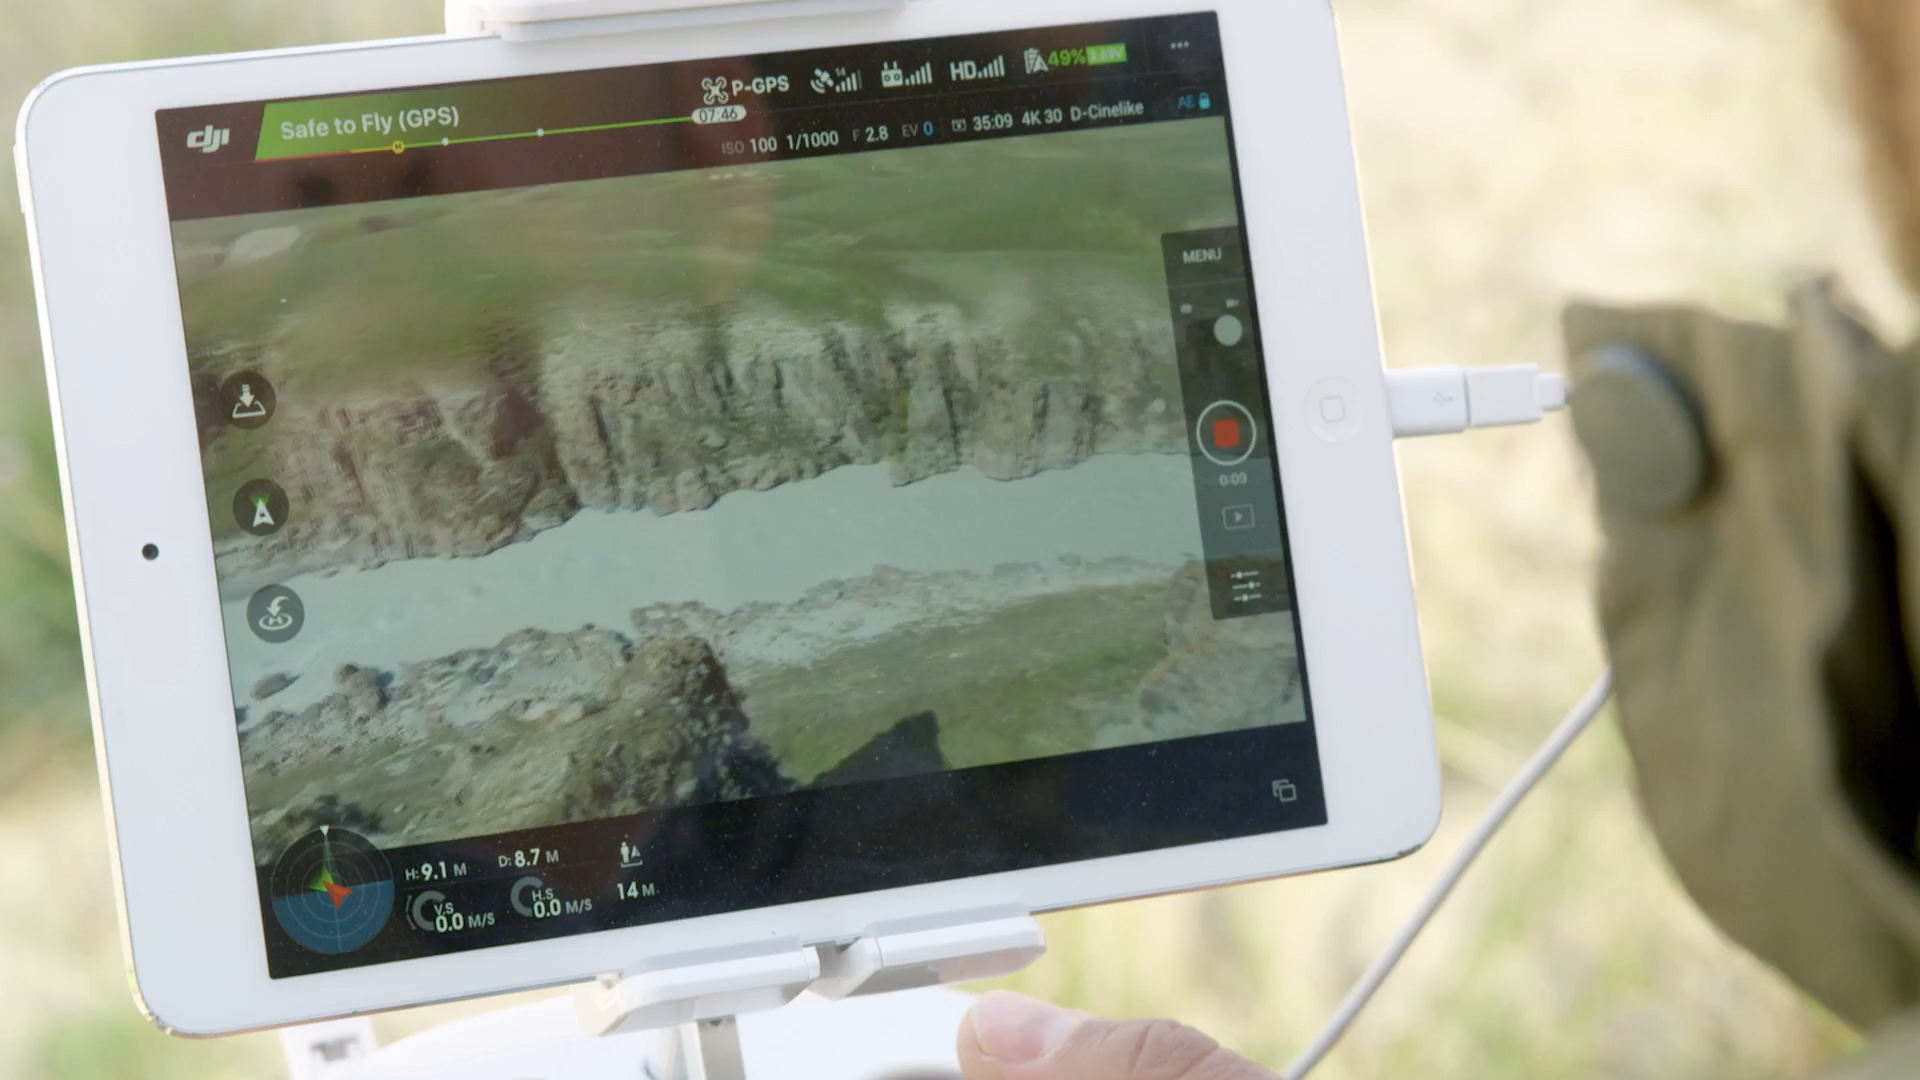 dji
Safe to Fly (GPS)
P-GPS
14
HD
49%
07:46
ISO 100 1/1000 F 2.8 EV 0 35:09 4K 30 D-Cinelike AE
MENU
0:09
H: 9.1 M D: 8.7 M
V.S 0.0 M/S H.S 0.0 M/S 14 M